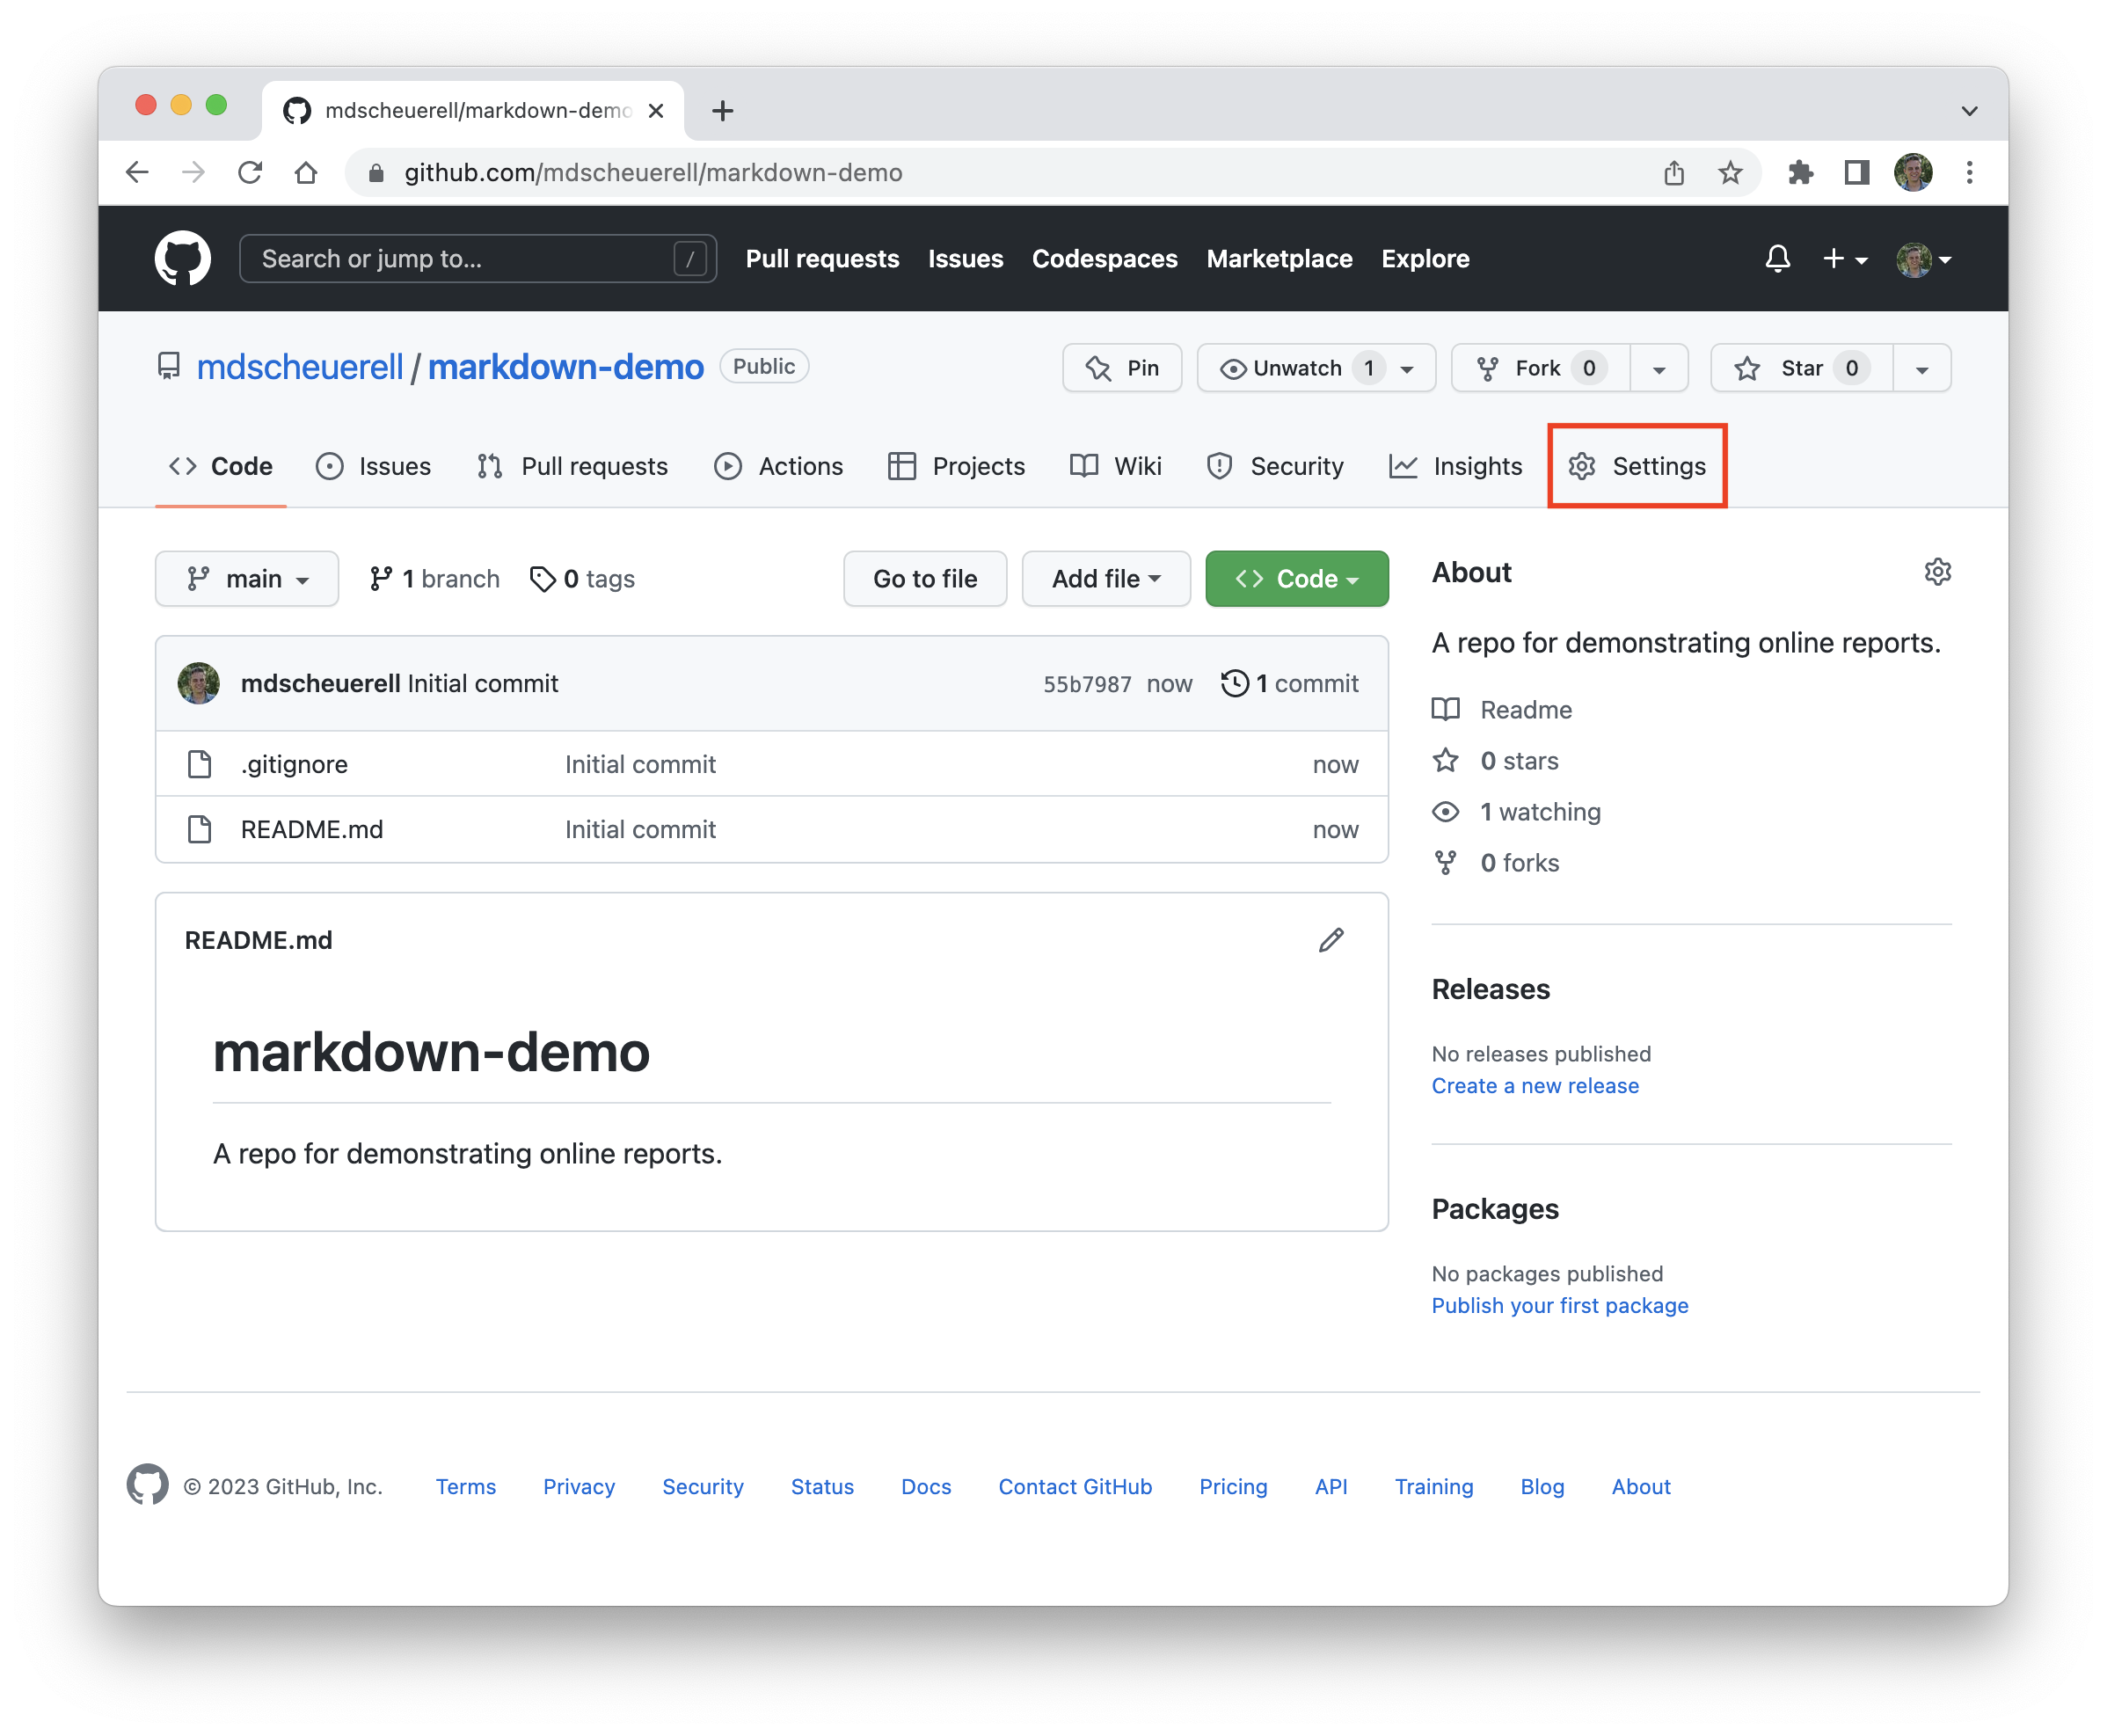 mdscheuerell/markdown-demo
github.com/mdscheuerell/markdown-demo
Search or jump to... / Pull requests Issues Codespaces Marketplace Explore
mdscheuerell / markdown-demo Public Pin Unwatch 1 Fork 0 Star 0
Code Issues Pull requests Actions Projects Wiki Security Insights Settings
main 1 branch 0 tags Go to file Add file Code
mdscheuerell Initial commit 55b7987 now 1 commit
.gitignore Initial commit now
README.md Initial commit now
README.md
markdown-demo
A repo for demonstrating online reports.
About
A repo for demonstrating online reports.
Readme
0 stars
1 watching
0 forks
Releases
No releases published
Create a new release
Packages
No packages published
Publish your first package
© 2023 GitHub, Inc. Terms Privacy Security Status Docs Contact GitHub Pricing API Training Blog About